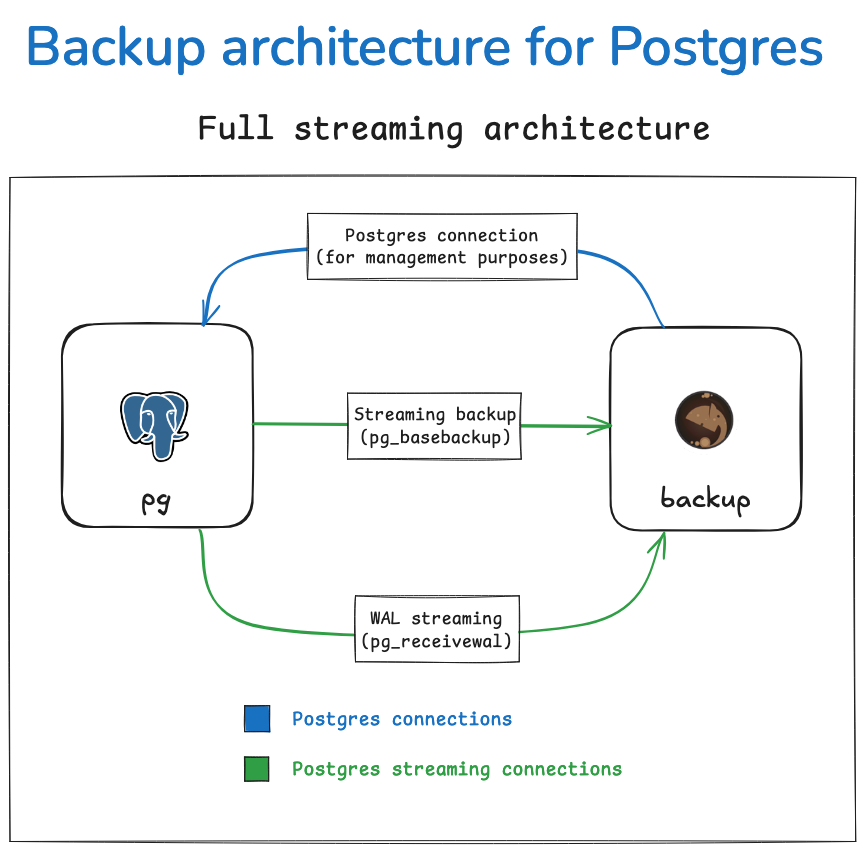 Backup architecture for Postgres
Full streaming architecture
Postgres connection
(for management purposes)
Streaming backup
(pg_basebackup)
pg
backup
WAL streaming
(pg_receivewal)
Postgres connections
Postgres streaming connections